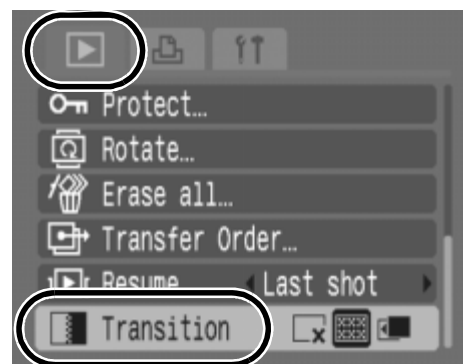 Protect...
Rotate...
Erase all...
Transfer Order...
Resume Last shot
Transition